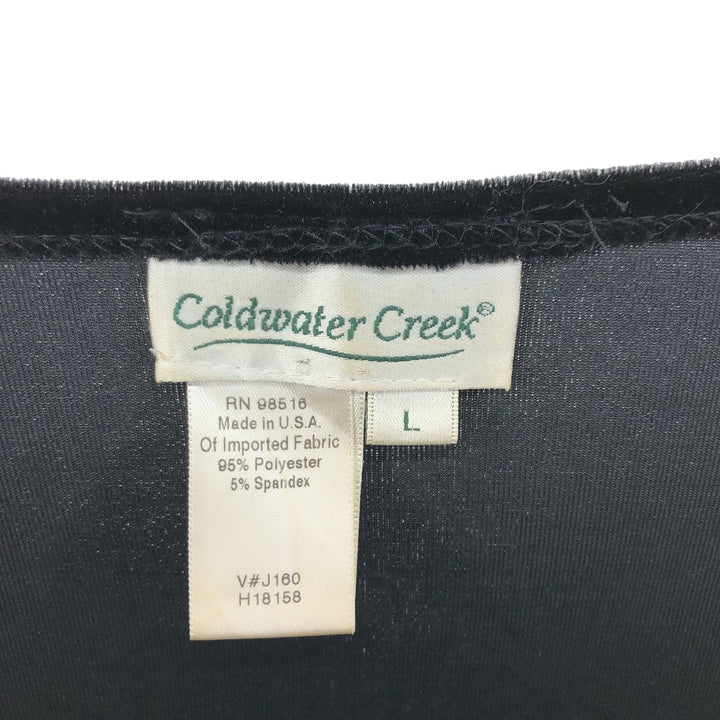 Coldwater Creek®
RN 98516
Made in U.S.A.
Of Imported Fabric
95% Polyester
5% Spandex
V#J160
H18158
L